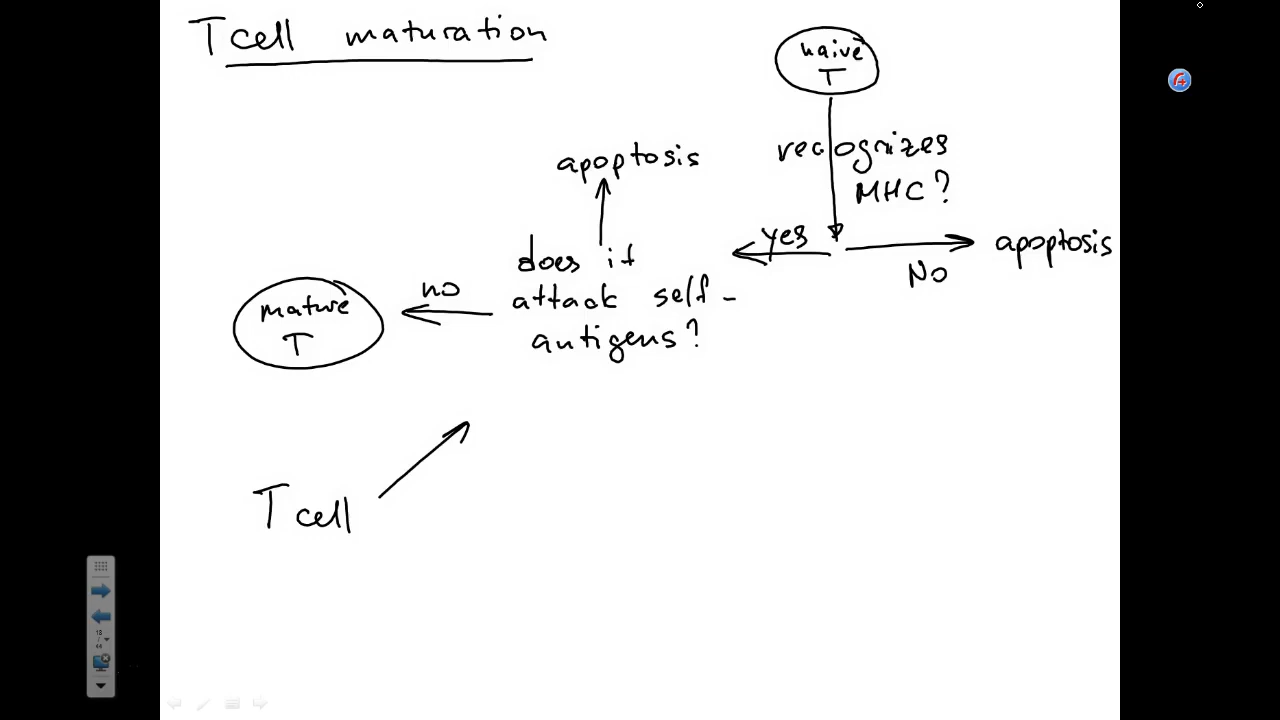 T cell maturation
naive
T
recognizes
MHC?
apoptosis
yes
No
apoptosis
does it
attack self-
antigens?
no
mature
T
T cell